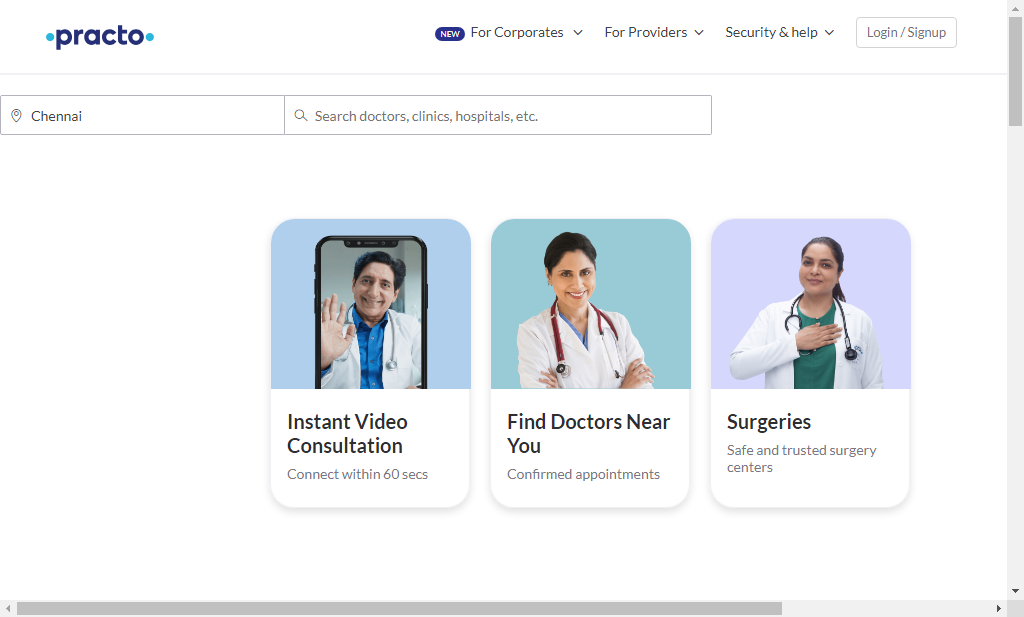 practo
NEW For Corporates
For Providers
Security & help
Login / Signup
Chennai
Search doctors, clinics, hospitals, etc.
Instant Video
Consultation
Connect within 60 secs
Find Doctors Near
You
Confirmed appointments
Surgeries
Safe and trusted surgery
centers